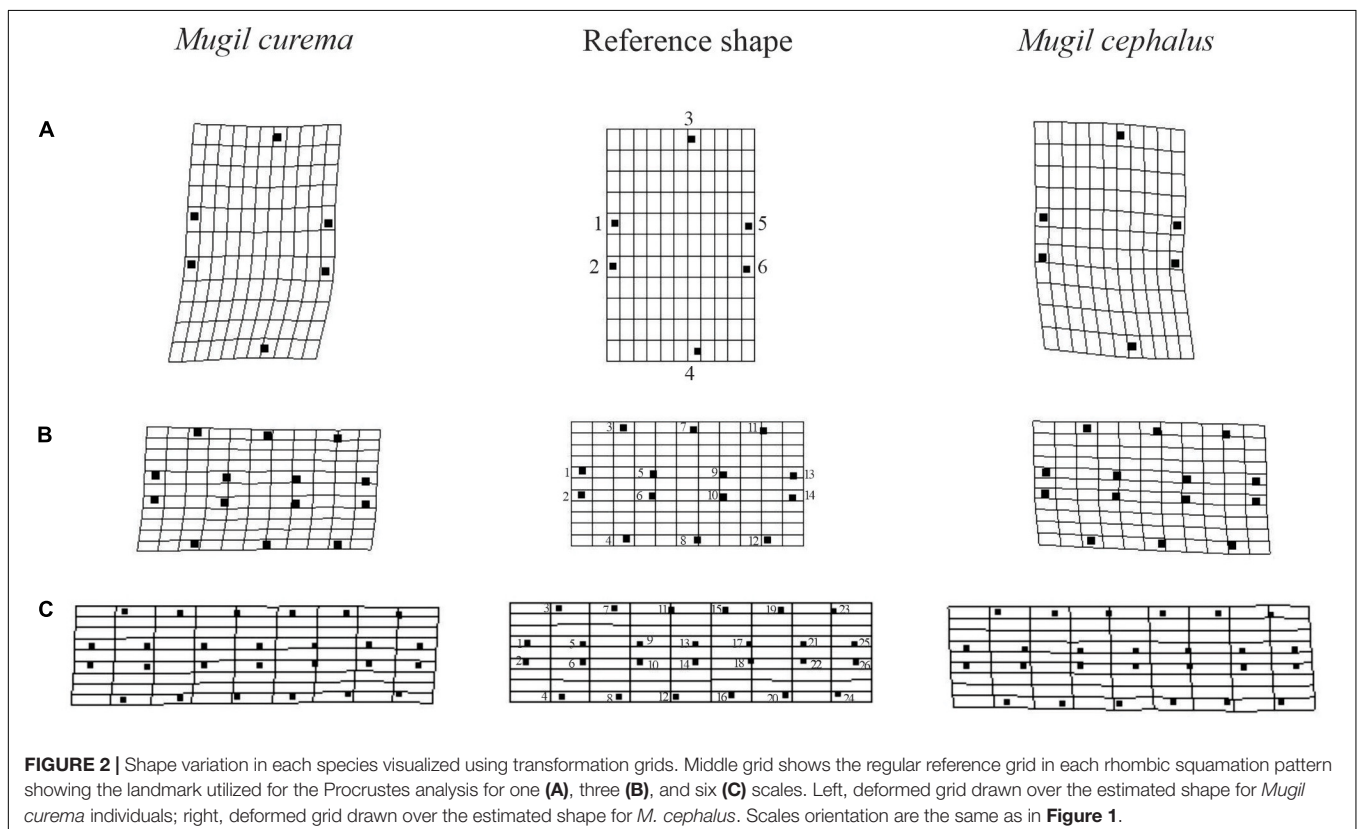 Mugil curema Reference shape Mugil cephalus
A
3
1 5
2 6
4
B
3 7 11
1 5 9 13
2 6 10 14
4 8 12
C
3 7 11 15 19 23
1 5 9 13 17 21 25
2 6 10 14 18 22 26
4 8 12 16 20 24
FIGURE 2 | Shape variation in each species visualized using transformation grids. Middle grid shows the regular reference grid in each rhombic squamation pattern
showing the landmark utilized for the Procrustes analysis for one (A), three (B), and six (C) scales. Left, deformed grid drawn over the estimated shape for Mugil
curema individuals; right, deformed grid drawn over the estimated shape for M. cephalus. Scales orientation are the same as in Figure 1.